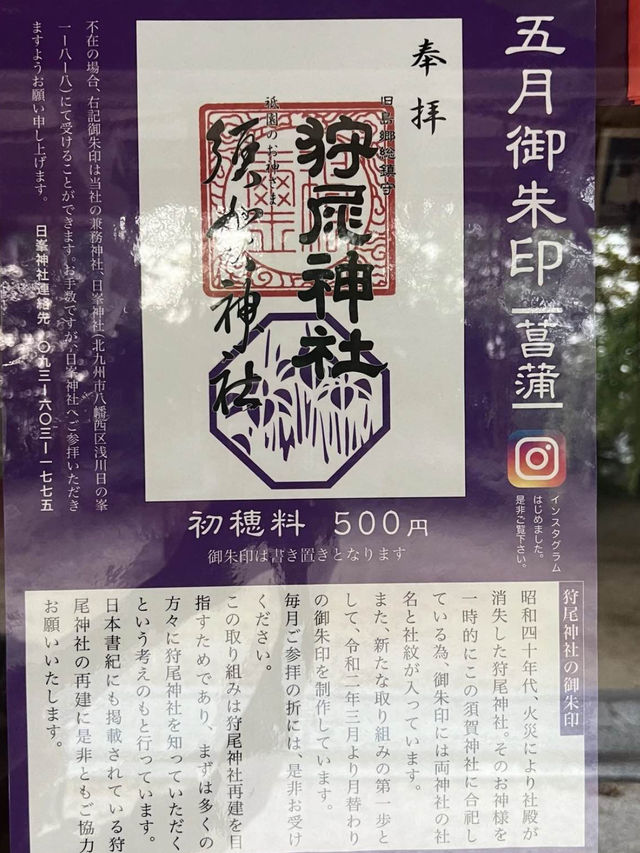 五月御朱印【菖蒲】
インスタグラム
はじめました。
是非ご覧下さい。
奉拝
旧島郷総鎮守
狩尾神社
祇園のお神さま
須賀神社
不在の場合、右記御朱印は当社の兼務神社、日峯神社(北九州市八幡西区浅川日の峯
一ー八ー八)にて受けることができます。お手数ですが、日峯神社へご参拝いただき
ますようお願い申し上げます。
日峯神社連絡先 〇九三ー六〇三ー一七七五
初穂料 500円
御朱印は書き置きとなります
狩尾神社の御朱印
昭和四十年代、火災により社殿が
消失した狩尾神社。そのお神様を
一時的にこの須賀神社に合祀し
ている為、御朱印には両神社の社
名と社紋が入っています。
また、新たな取り組みの第一歩と
して、令和二年三月より月替わり
の御朱印を制作しています。
毎月ご参拝の折には、是非お受け
ください。
この取り組みは狩尾神社再建を目
指すためであり、まずは多くの
方々に狩尾神社を知っていただく
という考えのもと行っています。
日本書紀にも掲載されている狩
尾神社の再建に是非ともご協力
お願いいたします。